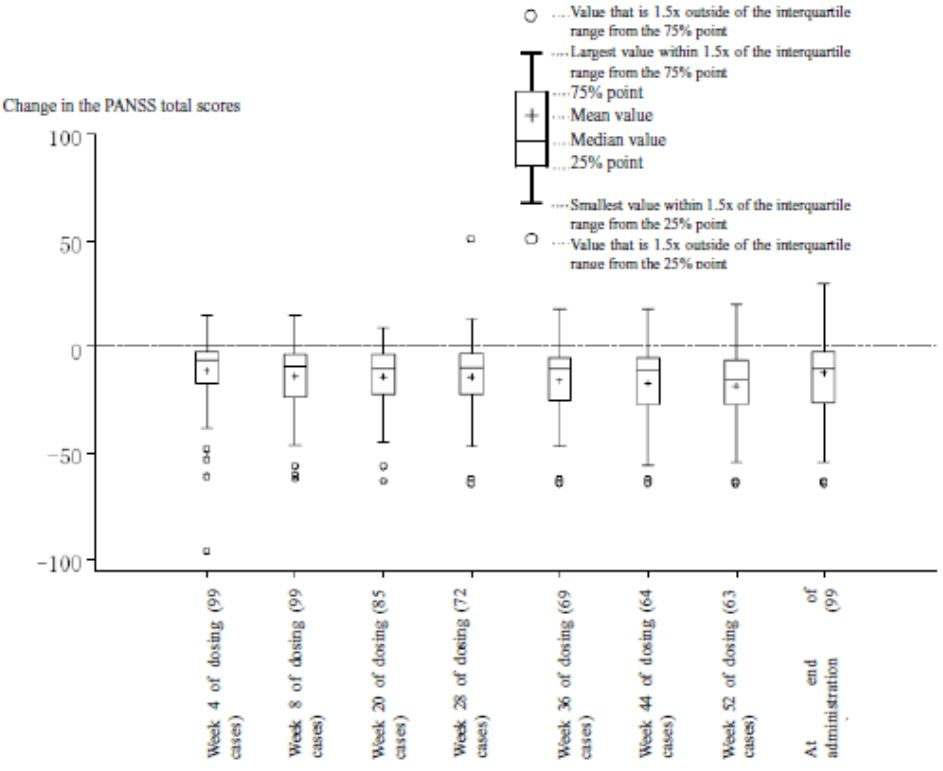 Value that is 1.5x outside of the interquartile
range from the 75% point
Largest value within 1.5x of the interquartile
range from the 75% point
75% point
Mean value
Median value
25% point
Smallest value within 1.5x of the interquartile
range from the 25% point
Value that is 1.5x outside of the interquartile
range from the 25% point
Change in the PANSS total scores
100
50
0
-50
-100
Week 4 of dosing (99
cases)
Week 8 of dosing (99
cases)
Week 20 of dosing (85
cases)
Week 28 of dosing (72
cases)
Week 36 of dosing (69
cases)
Week 44 of dosing (64
cases)
Week 52 of dosing (63
cases)
At end of
administration (99